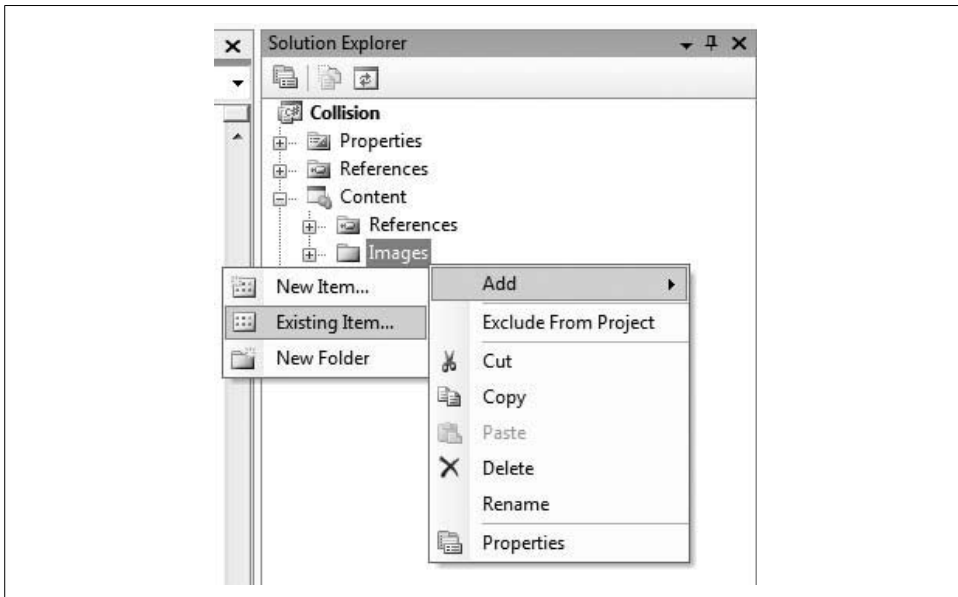 Solution Explorer
Collision
Properties
References
Content
References
Images
New Item...
Existing Item...
New Folder
Add
Exclude From Project
Cut
Copy
Paste
Delete
Rename
Properties